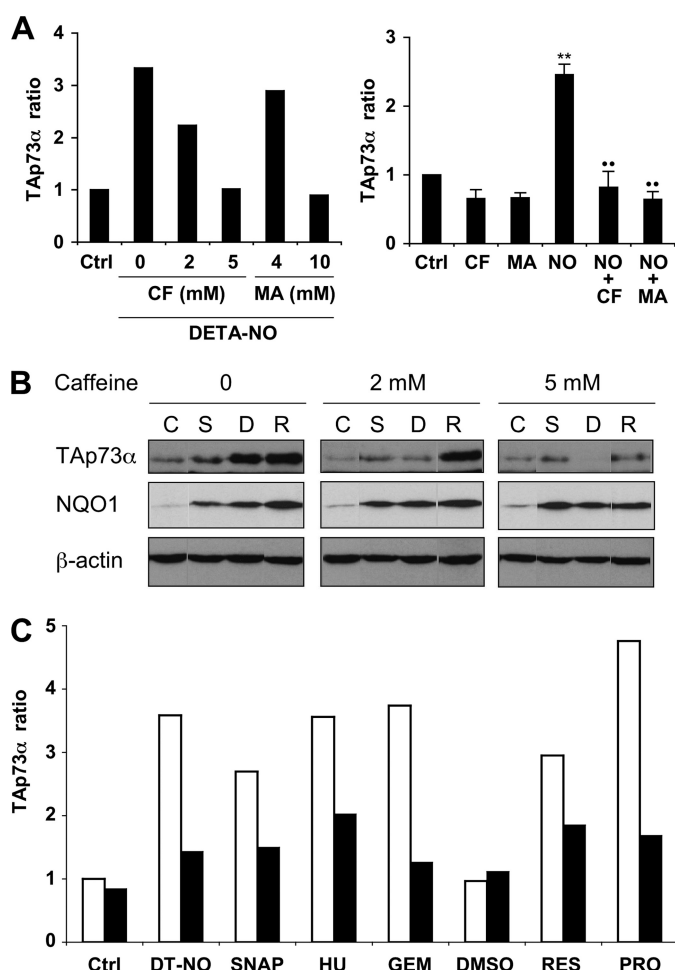 A
TAp73α ratio
4
3
2
1
0
Ctrl 0 2 5 4 10
CF (mM) MA (mM)
DETA-NO
TAp73α ratio
3
2
1
0
**
•• ••
Ctrl CF MA NO NO + CF NO + MA
B
Caffeine 0 2 mM 5 mM
C S D R C S D R C S D R
TAp73α
NQO1
β-actin
C
TAp73α ratio
5
4
3
2
1
0
Ctrl DT-NO SNAP HU GEM DMSO RES PRO